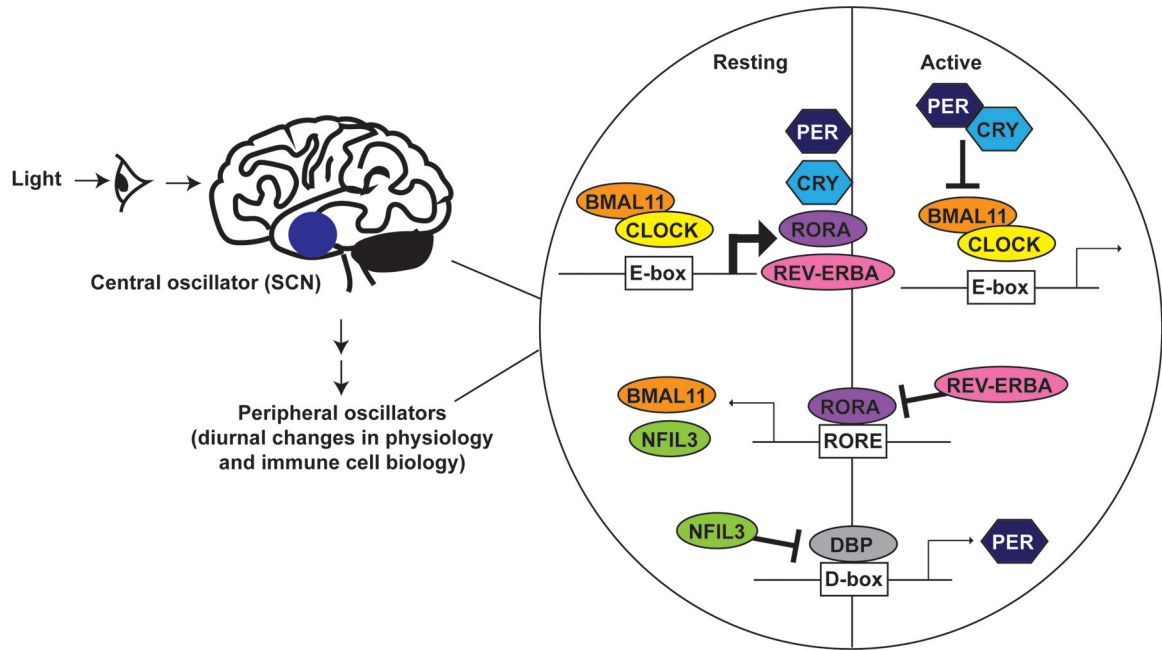 Light
Central oscillator (SCN)
Peripheral oscillators
(diurnal changes in physiology
and immune cell biology)
Resting
Active
PER
CRY
BMAL11
CLOCK
RORA
REV-ERBA
E-box
PER
CRY
BMAL11
CLOCK
E-box
BMAL11
NFIL3
RORA
RORE
REV-ERBA
NFIL3
DBP
D-box
PER